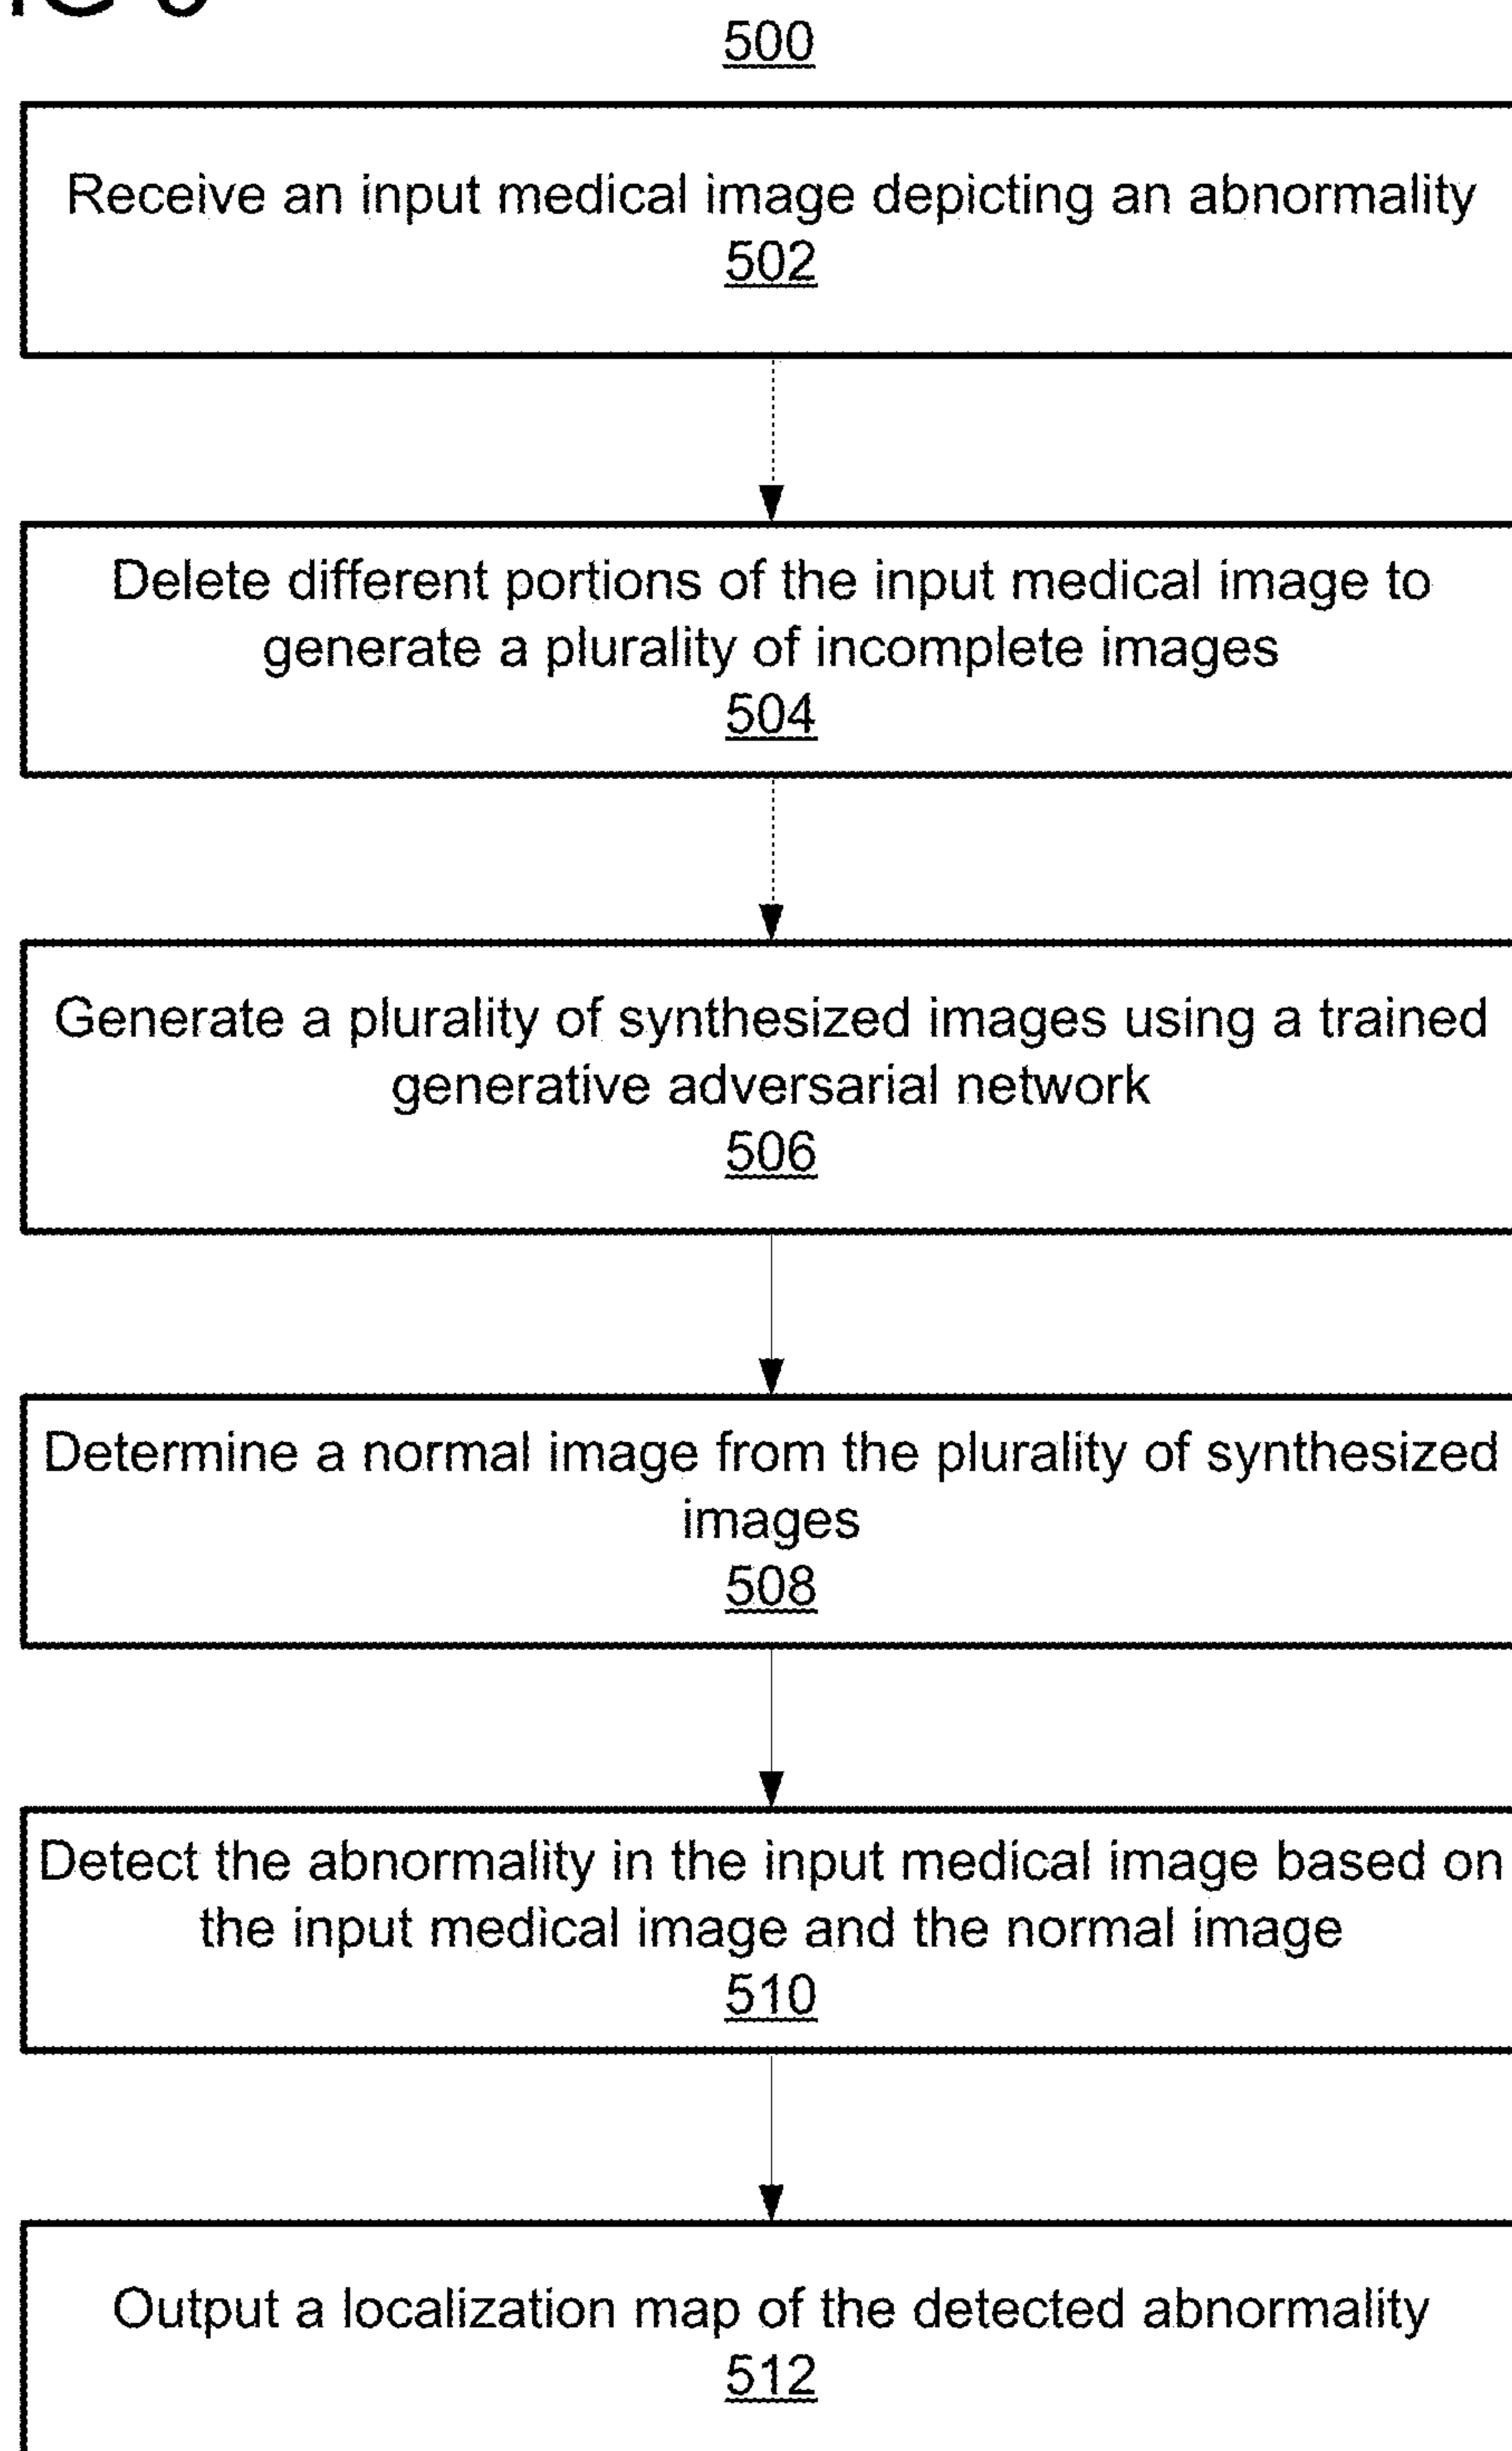 500
Receive an input medical image depicting an abnormality
502
Delete different portions of the input medical image to
generate a plurality of incomplete images
504
Generate a plurality of synthesized images using a trained
generative adversarial network
506
Determine a normal image from the plurality of synthesized
images
508
Detect the abnormality in the input medical image based on
the input medical image and the normal image
510
Output a localization map of the detected abnormality
512